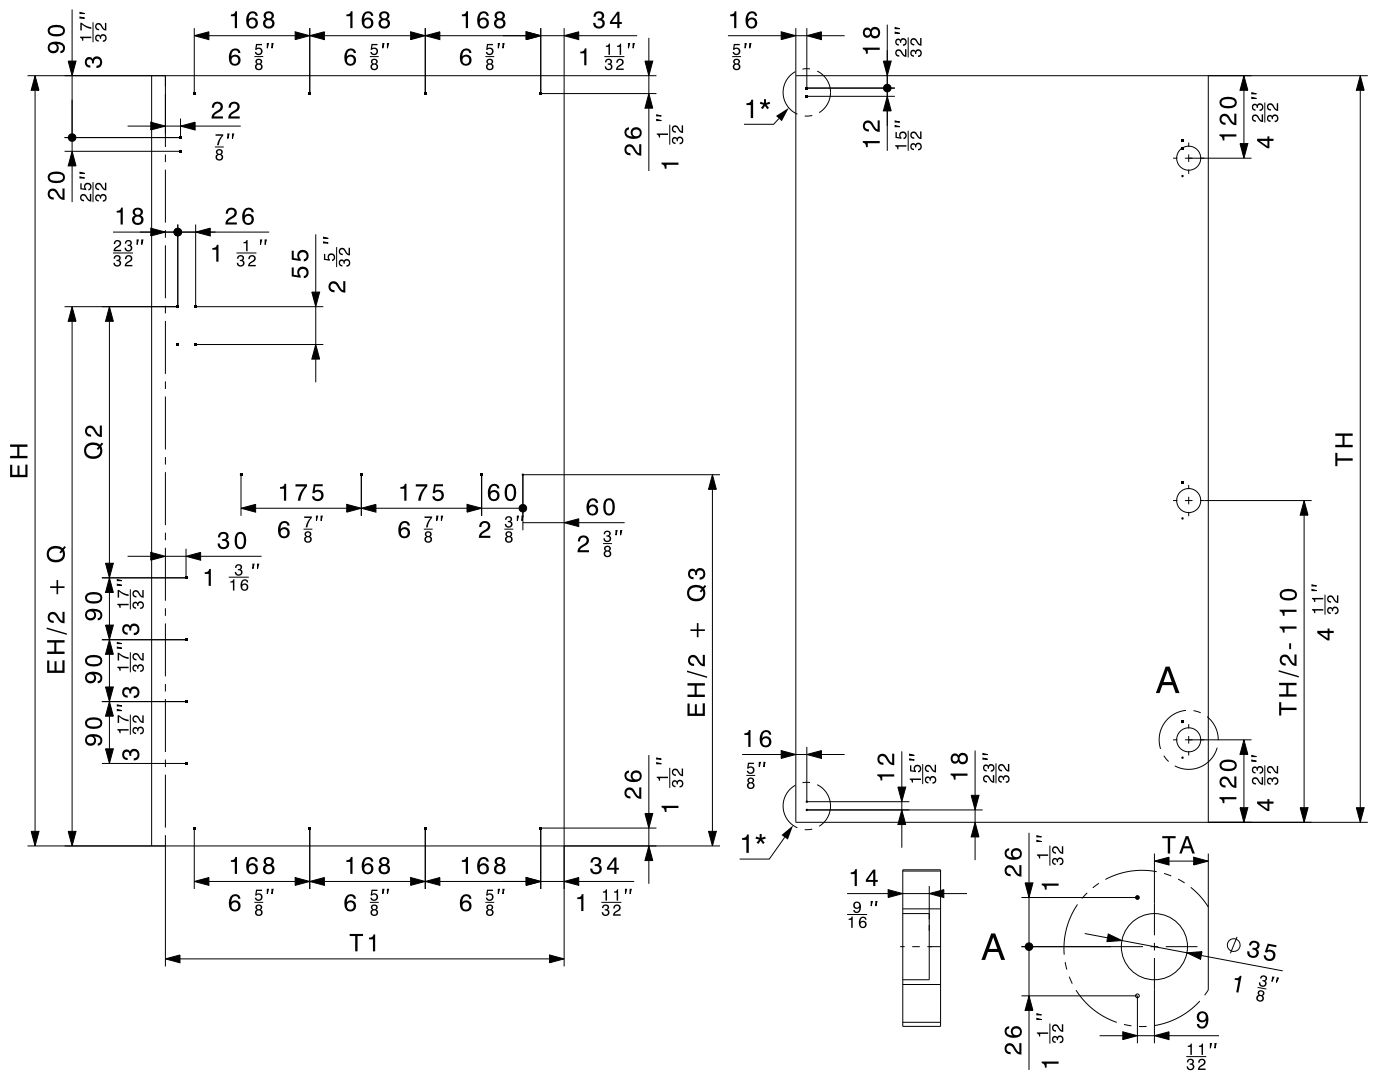 168 168 168 34
6 5/8" 6 5/8" 6 5/8" 1 11/32"
90
3 17/32"
22
7/8"
26
1 1/32"
20
25/32"
18 26
23/32" 1 1/32"
55
2 5/32"
EH
Q2
EH/2 + Q
175 175 60
6 7/8" 6 7/8" 2 3/8"
60
2 3/8"
30
1 3/16"
90
3 17/32"
90
3 17/32"
90
3 17/32"
EH/2 + Q3
26
1 1/32"
168 168 168 34
6 5/8" 6 5/8" 6 5/8" 1 11/32"
T1
16
5/8"
18
23/32"
1*
12
15/32"
120
4 23/32"
TH
TH/2-110
4 11/32"
A
16
5/8"
12
15/32"
18
23/32"
120
4 23/32"
1*
14
9/16"
26
1 1/32"
TA
A
Ø35
1 3/8"
26
1 1/32"
9
11/32"